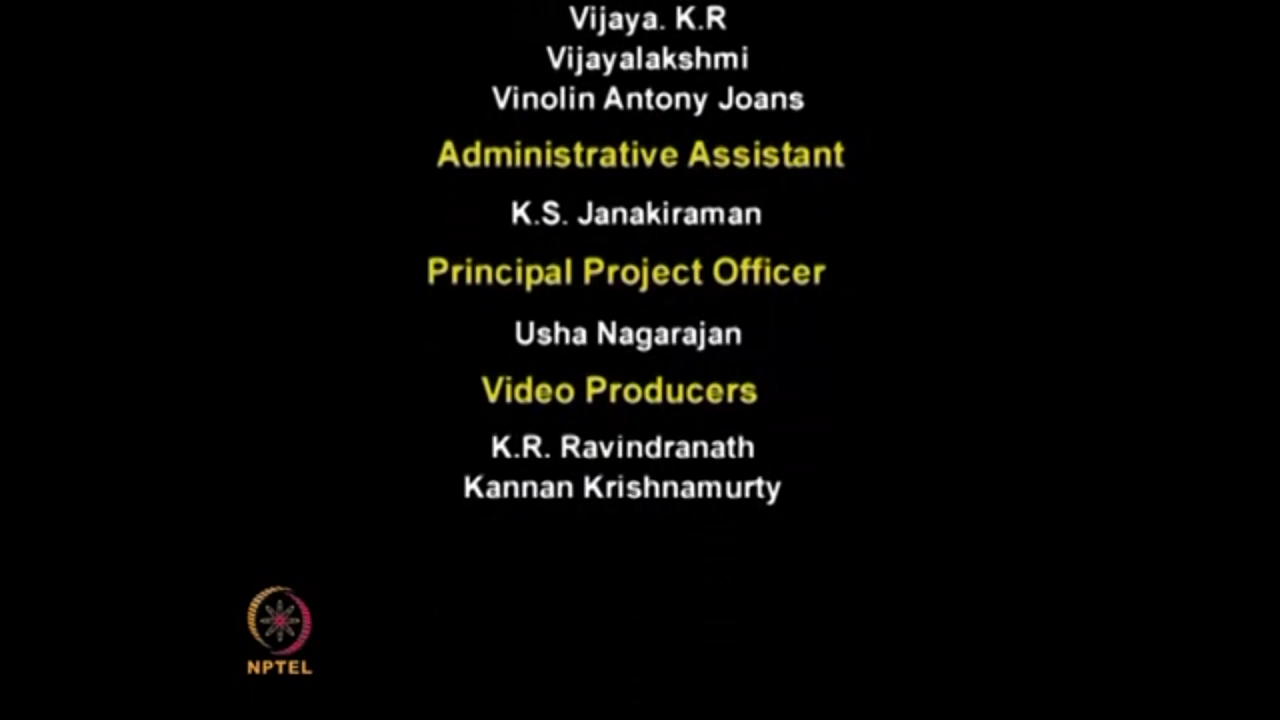 Vijaya. K.R
Vijayalakshmi
Vinolin Antony Joans
Administrative Assistant
K.S. Janakiraman
Principal Project Officer
Usha Nagarajan
Video Producers
K.R. Ravindranath
Kannan Krishnamurty
NPTEL